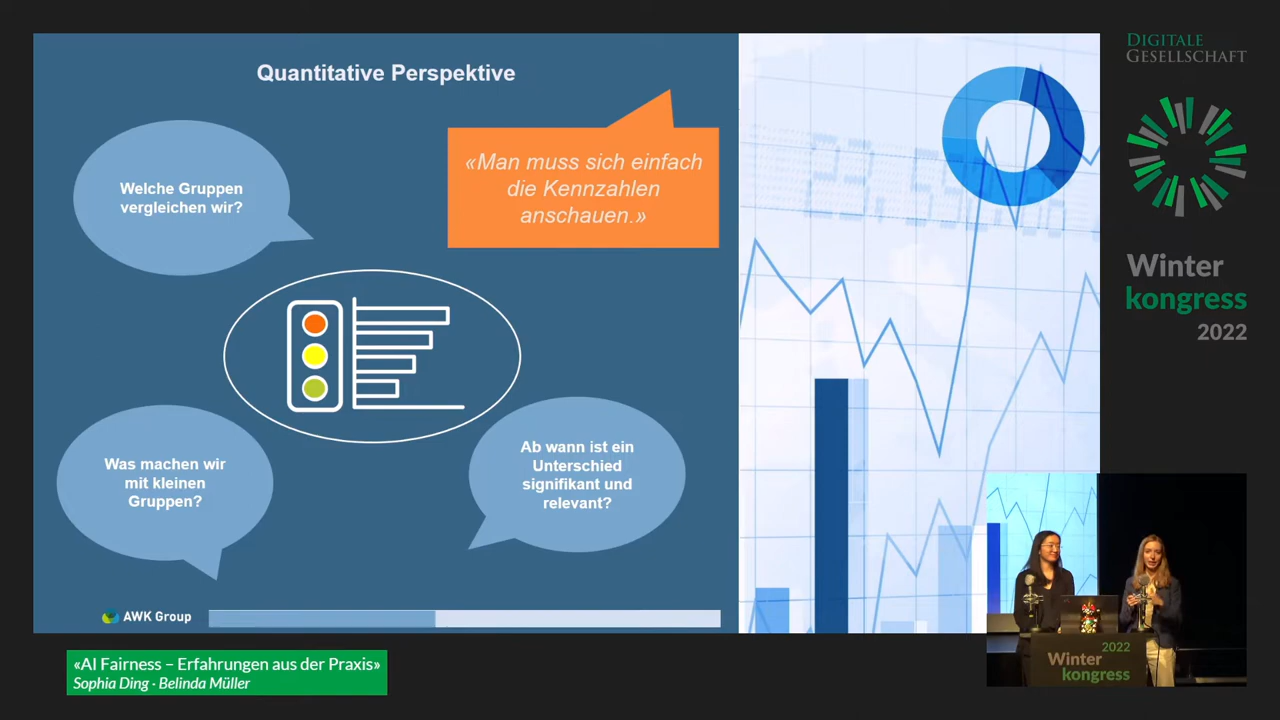 Quantitative Perspektive
Welche Gruppen
vergleichen wir?
«Man muss sich einfach
die Kennzahlen
anschauen.»
Was machen wir
mit kleinen
Gruppen?
Ab wann ist ein
Unterschied
signifikant und
relevant?
AWK Group
«AI Fairness – Erfahrungen aus der Praxis»
Sophia Ding · Belinda Müller
DIGITALE
GESELLSCHAFT
Winter
kongress
2022
2022
Winter
kongress